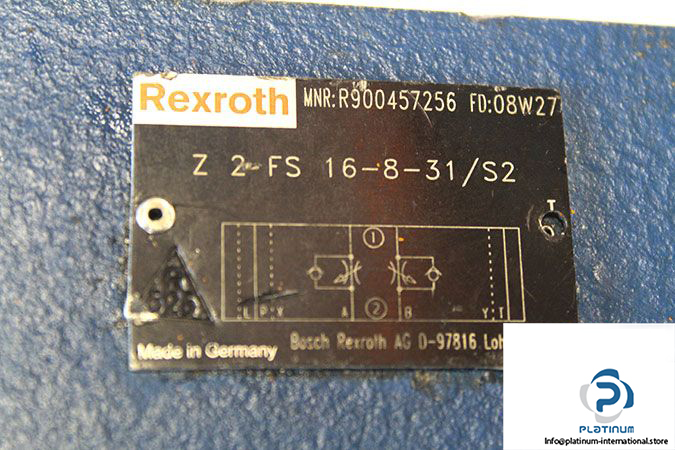 Rexroth MNR:R900457256 FD:08W27
Z 2-FS 16-8-31/S2
T
1
L P X A 2 B Y T
Made in Germany Bosch Rexroth AG D-97816
PLATINUM
info@platinum-international.store